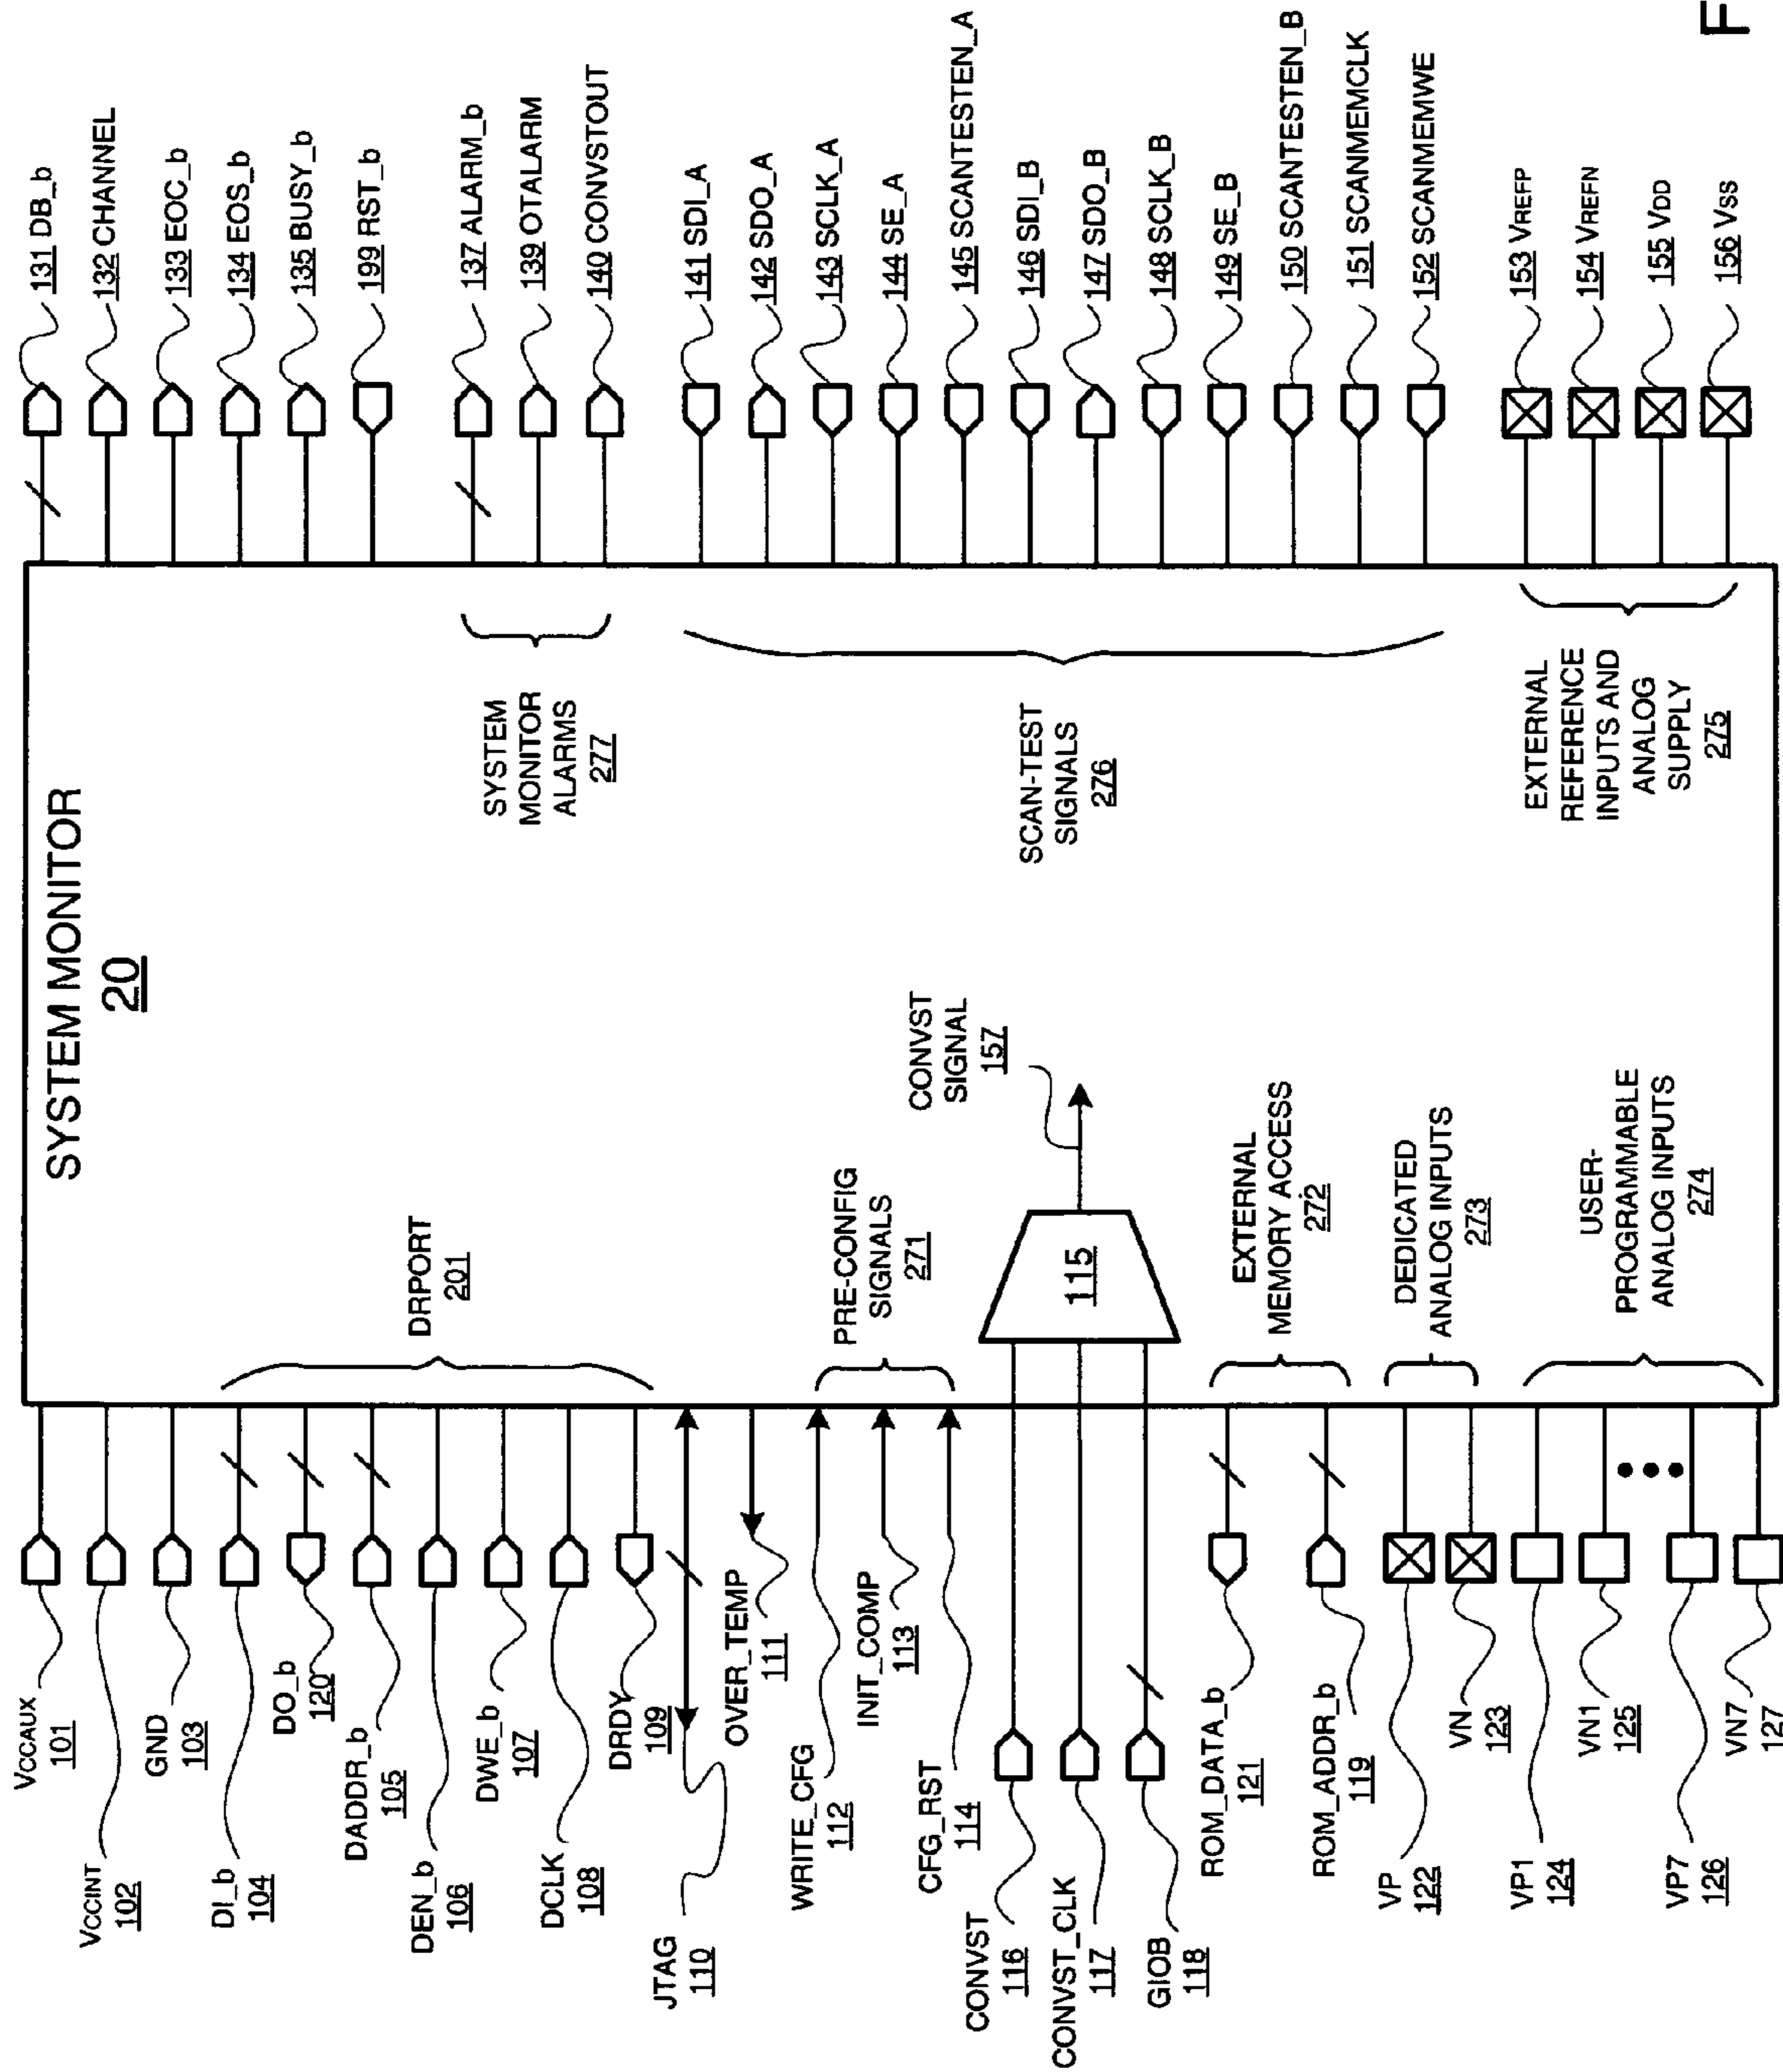 SYSTEM MONITOR
20
VCCAUX
101
VCCINT
102
GND
103
DI_b
104
DO_b
120
DADDR_b
105
DEN_b
106
DWE_b
107
DCLK
108
DRDY
109
JTAG
110
OVER_TEMP
111
WRITE_CFG
112
INIT_COMP
113
CFG_RST
114
CONVST
116
CONVST_CLK
117
GIOB
118
ROM_DATA_b
121
ROM_ADDR_b
119
VP
122
VN
123
VP1
124
VN1
125
VP7
126
VN7
127
DRPORT
201
PRE-CONFIG
SIGNALS
271
115
CONVST
SIGNAL
157
EXTERNAL
MEMORY ACCESS
272
DEDICATED
ANALOG INPUTS
273
USER-
PROGRAMMABLE
ANALOG INPUTS
274
SYSTEM
MONITOR
ALARMS
277
SCAN-TEST
SIGNALS
276
EXTERNAL
REFERENCE
INPUTS AND
ANALOG
SUPPLY
275
131 DB_b
132 CHANNEL
133 EOC_b
134 EOS_b
135 BUSY_b
199 RST_b
137 ALARM_b
139 OTALARM
140 CONVSTOUT
141 SDI_A
142 SDO_A
143 SCLK_A
144 SE_A
145 SCANTESTEN_A
146 SDI_B
147 SDO_B
148 SCLK_B
149 SE_B
150 SCANTESTEN_B
151 SCANMEMCLK
152 SCANMEMWE
153 VREFP
154 VREFN
155 VDD
156 VSS
F